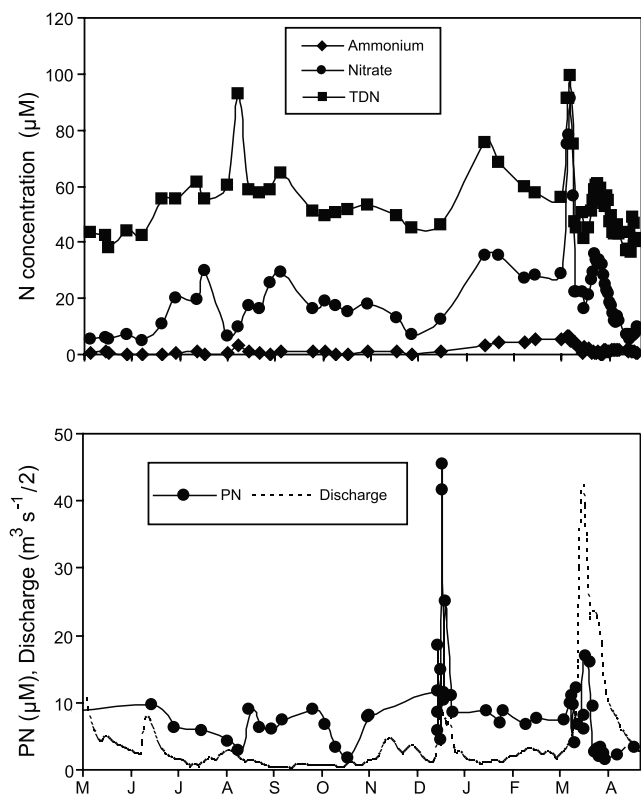 120
100
80
60
40
20
0
N concentration (µM)
Ammonium
Nitrate
TDN
50
40
30
20
10
0
PN (µM), Discharge (m³ s⁻¹/2)
PN Discharge
M J J A S O N D J F M A